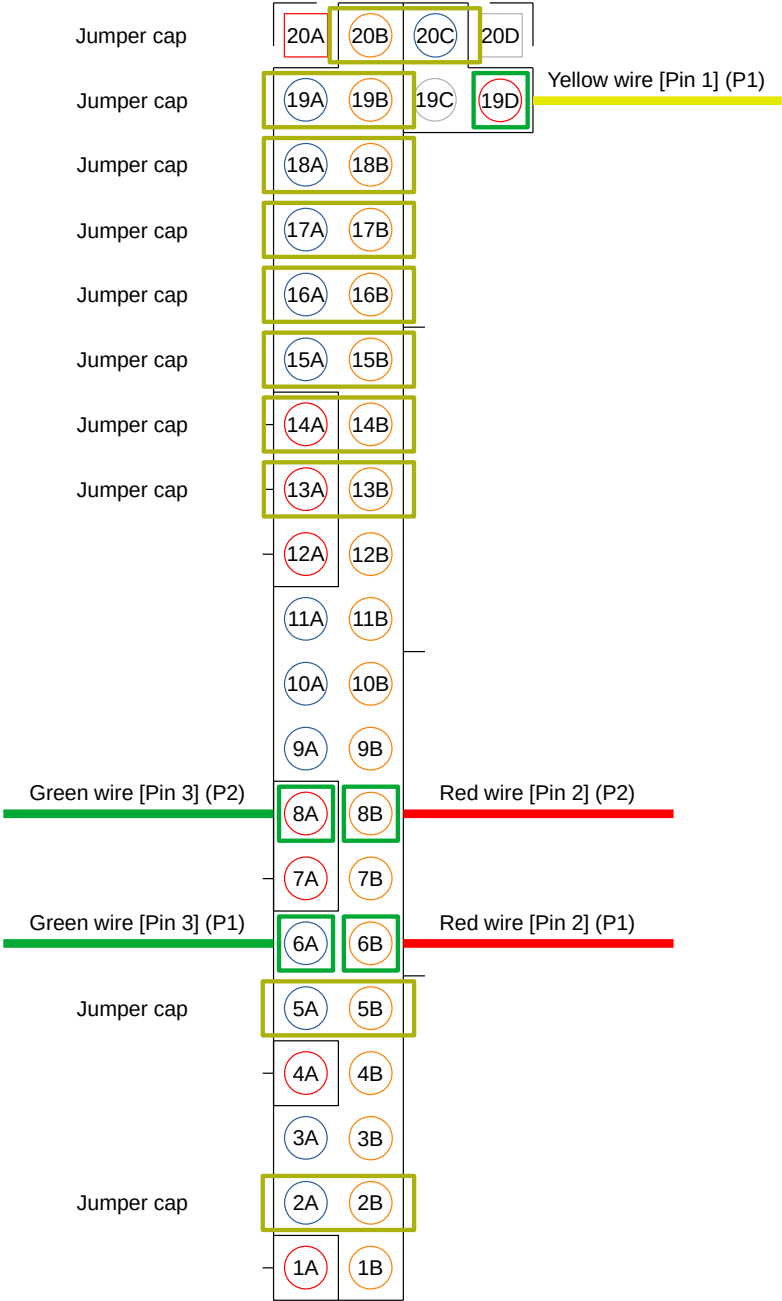 Jumper cap 20A 20B 20C 20D
Yellow wire [Pin 1] (P1)
Jumper cap 19A 19B 19C 19D
Jumper cap 18A 18B
Jumper cap 17A 17B
Jumper cap 16A 16B
Jumper cap 15A 15B
Jumper cap 14A 14B
Jumper cap 13A 13B
12A 12B
11A 11B
10A 10B
9A 9B
Green wire [Pin 3] (P2) Red wire [Pin 2] (P2)
8A 8B
7A 7B
Green wire [Pin 3] (P1) Red wire [Pin 2] (P1)
6A 6B
Jumper cap 5A 5B
4A 4B
3A 3B
Jumper cap 2A 2B
1A 1B